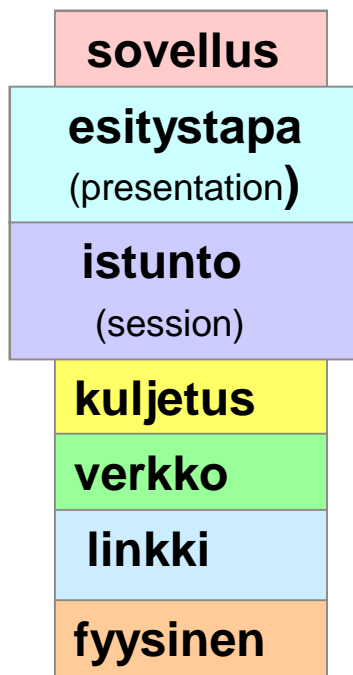 sovellus
esitystapa
(presentation)
istunto
(session)
kuljetus
verkko
linkki
fyysinen